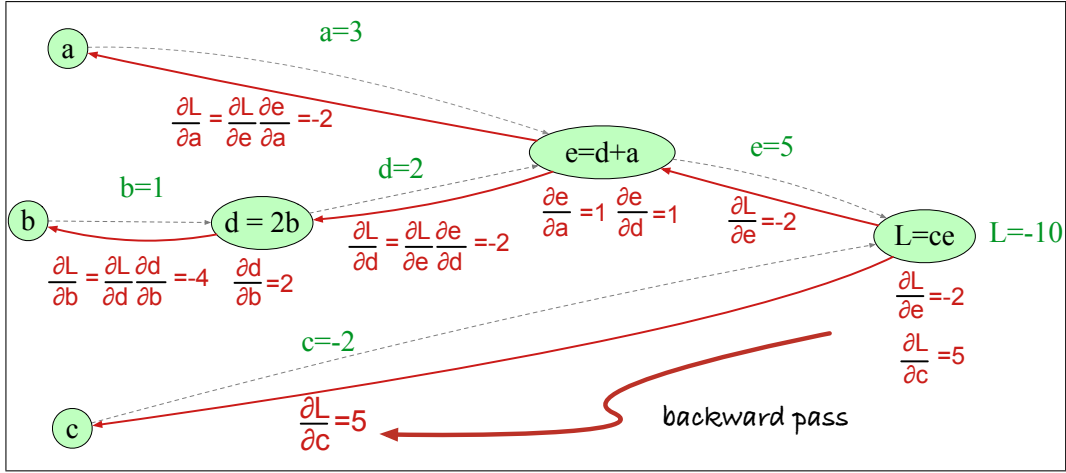 a
a=3
∂L/∂a = ∂L/∂e ∂e/∂a =-2
e=d+a
e=5
d=2
b=1
b
d = 2b
∂e/∂a =1 ∂e/∂d =1
∂L/∂e =-2
L=ce
L=-10
∂L/∂d = ∂L/∂e ∂e/∂d =-2
∂L/∂b = ∂L/∂d ∂d/∂b =-4
∂d/∂b =2
∂L/∂e =-2
∂L/∂c =5
c=-2
c
∂L/∂c =5
backward pass